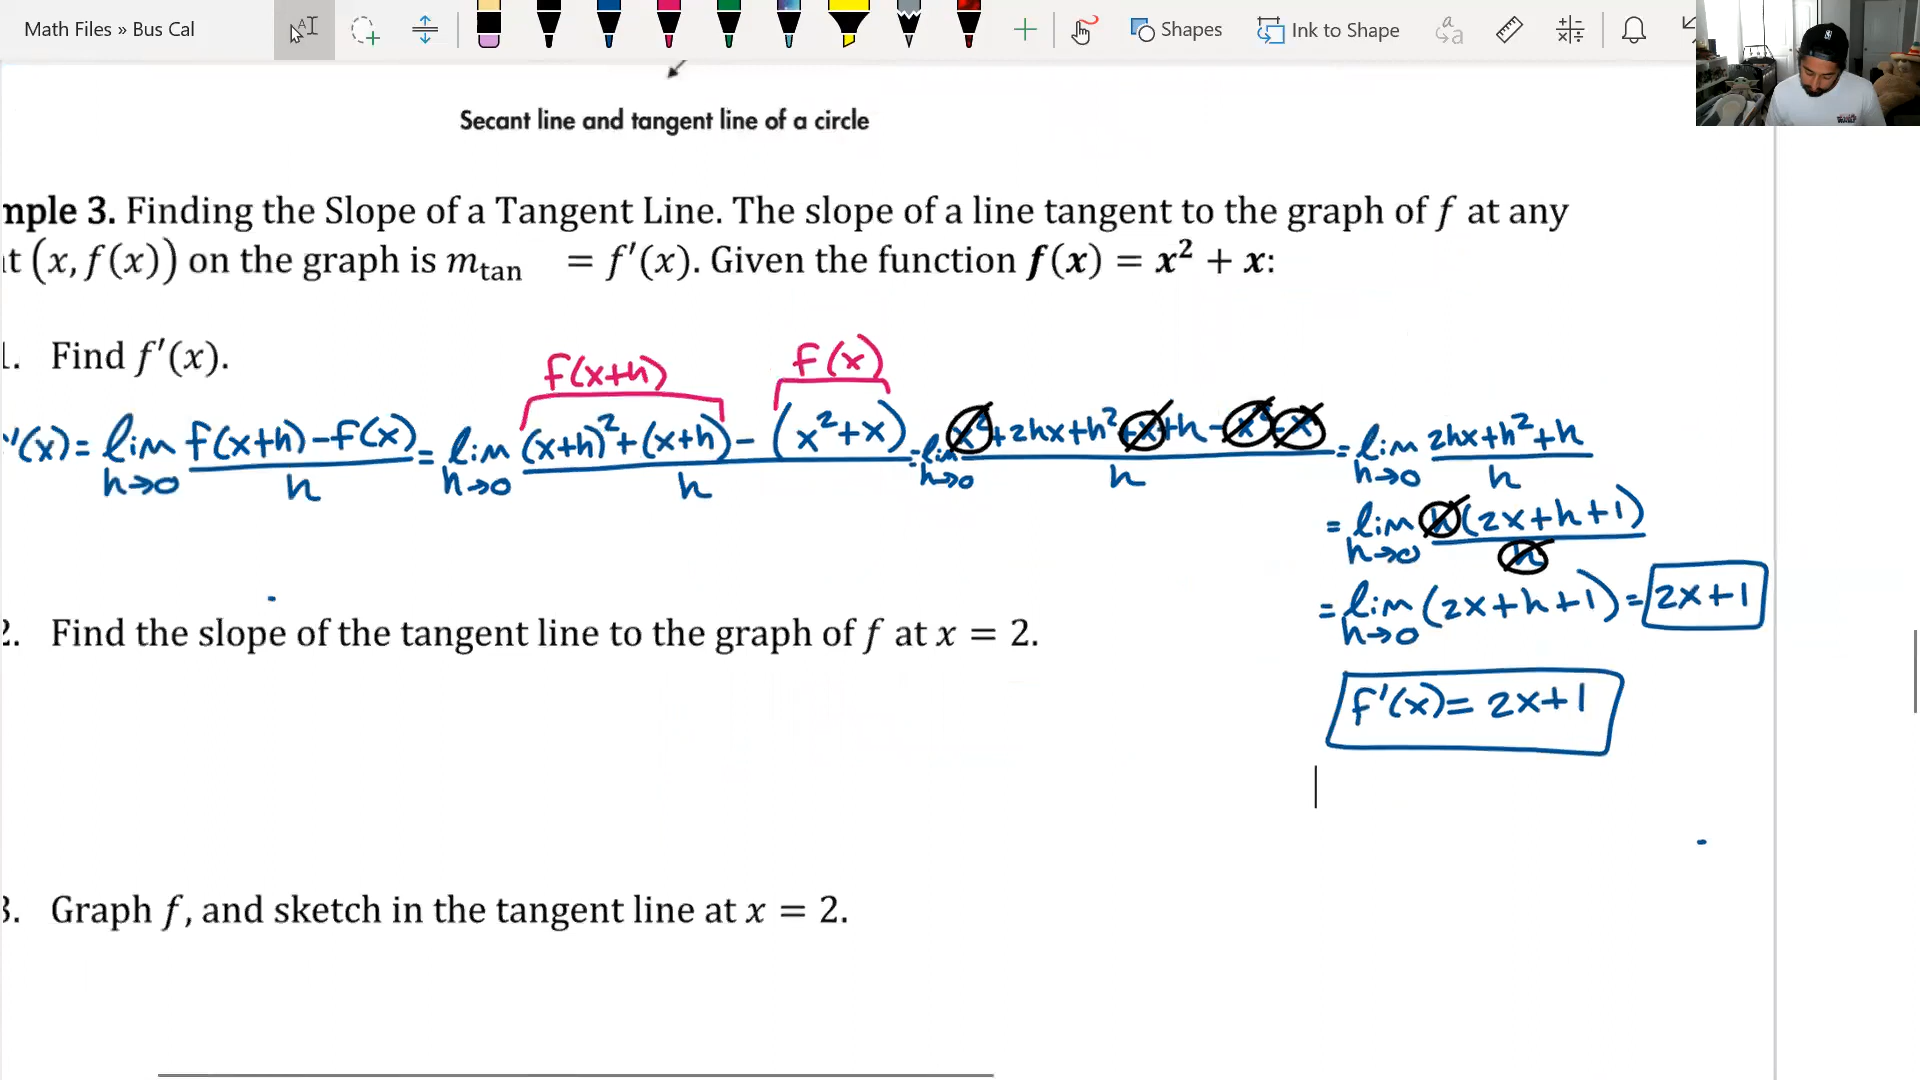 Math Files » Bus Cal
Shapes
Ink to Shape
Secant line and tangent line of a circle
mple 3. Finding the Slope of a Tangent Line. The slope of a line tangent to the graph of f at any
t (x, f(x)) on the graph is m_tan = f′(x). Given the function f(x) = x² + x:
1. Find f′(x).
f(x+h) f(x)
'(x) = lim h→0 f(x+h)-f(x) / h = lim h→0 (x+h)²+(x+h)-(x²+x) / h = lim h→0 x²+2hx+h²+x+h-x²-x / h = lim h→0 2hx+h²+h / h
= lim h→0 h(2x+h+1) / h
= lim h→0 (2x+h+1) = 2x+1
2. Find the slope of the tangent line to the graph of f at x = 2.
f'(x) = 2x+1
3. Graph f, and sketch in the tangent line at x = 2.